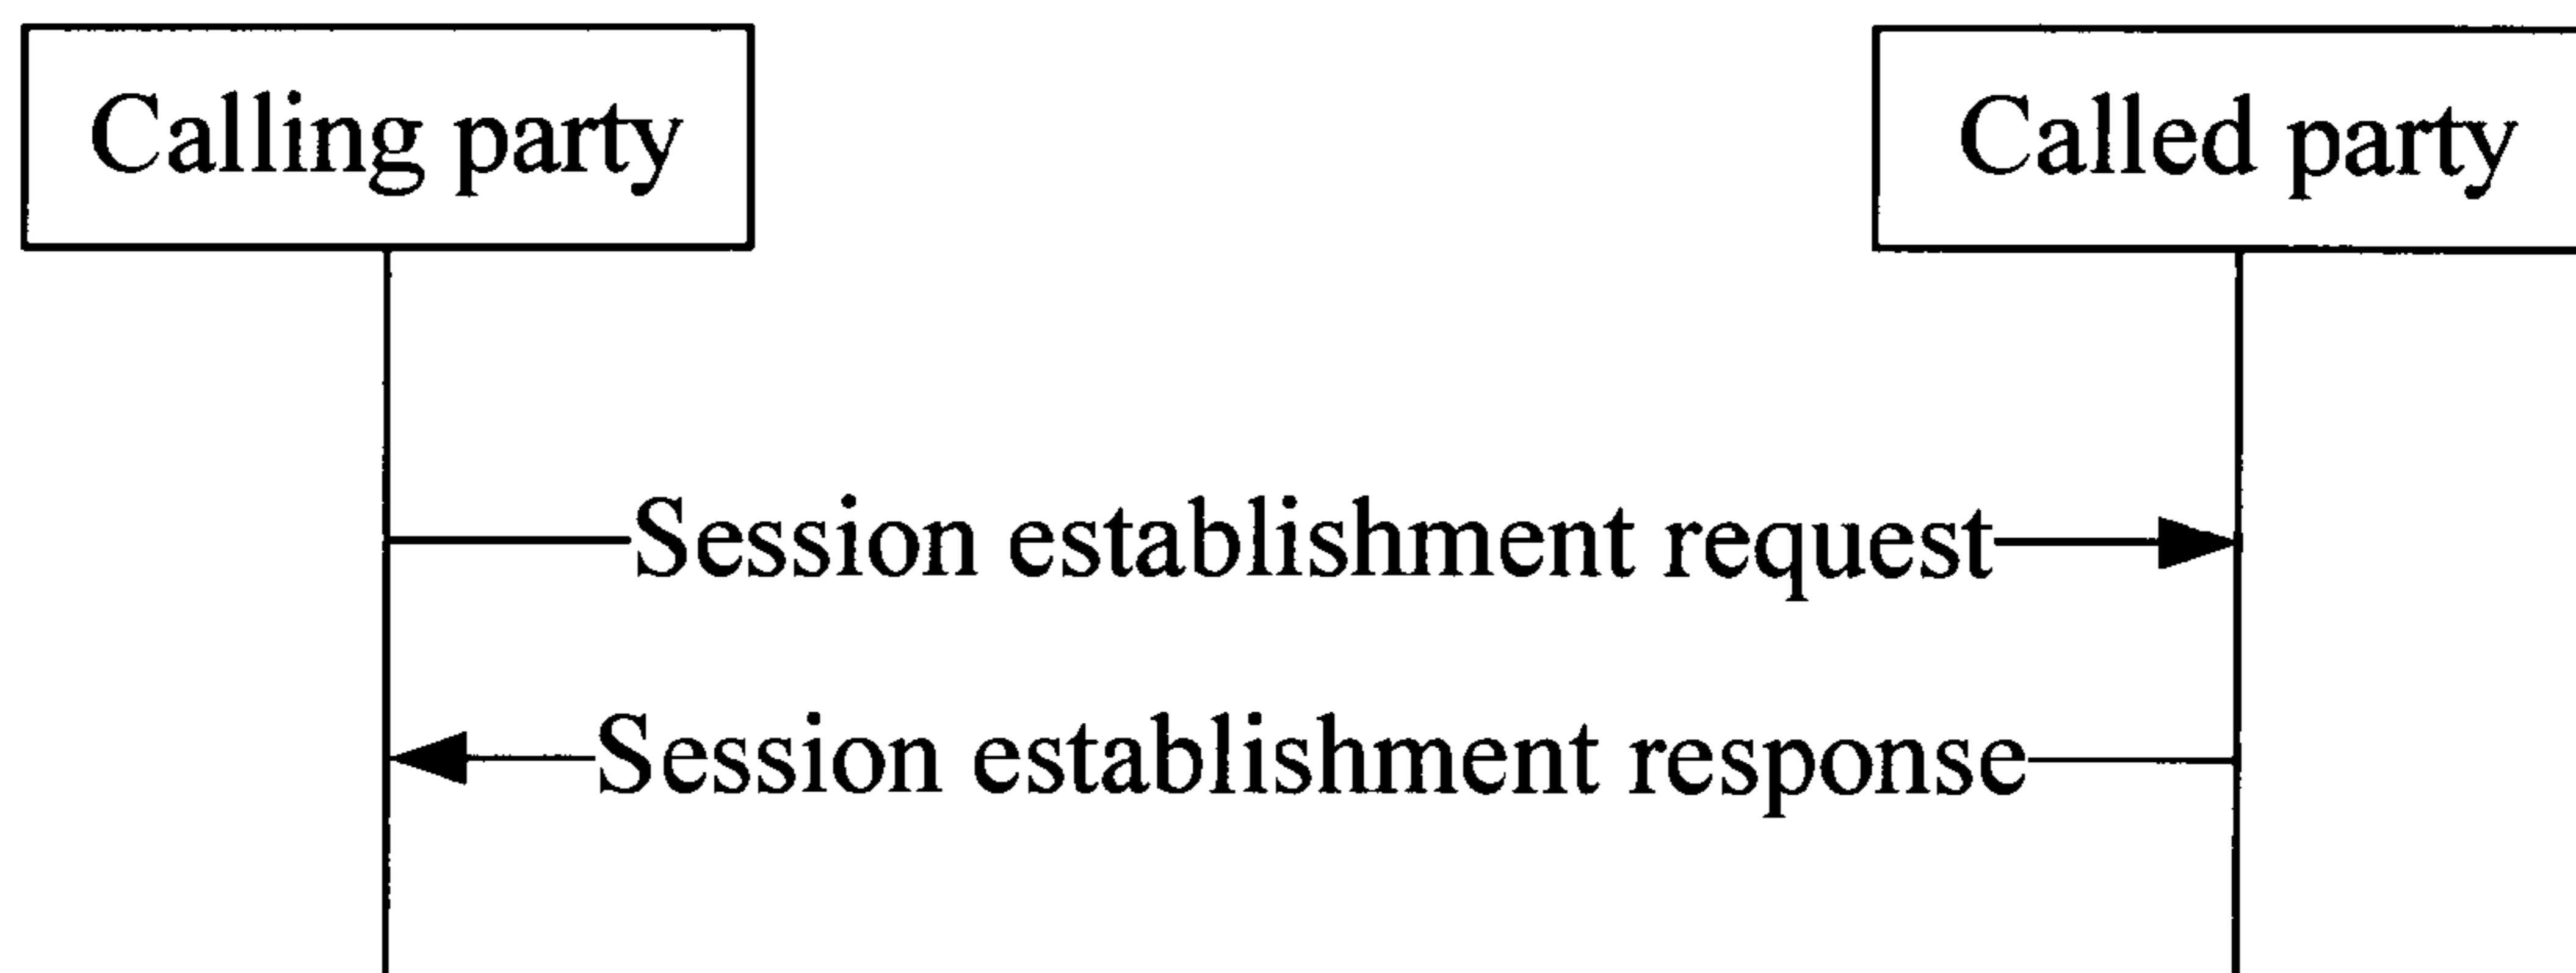 Calling party
Called party
Session establishment request
Session establishment response